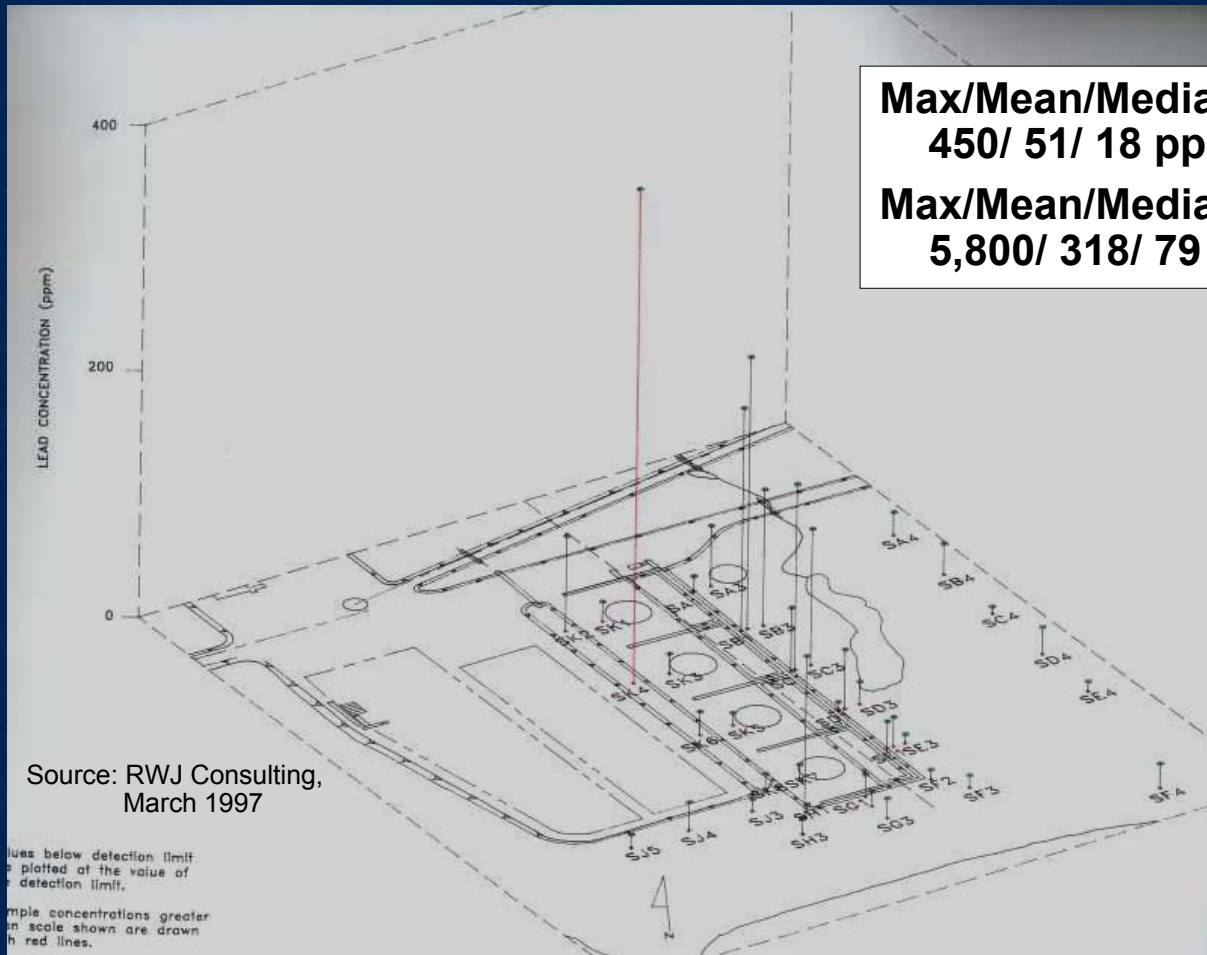 Max/Mean/Media
450/ 51/ 18 pp
Max/Mean/Media
5,800/ 318/ 79
400
200
0
LEAD CONCENTRATION (ppm)
SA4
SB4
SC4
SD4
SE4
SF4
SA3
SK1
SK2
SB3
SK3
SK4
SC3
SD3
SK5
SK6
SE3
SF2
SF3
SJ3
SG1
SG3
SH3
SJ4
SJ5
N
Source: RWJ Consulting,
March 1997
lues below detection limit
s plotted at the value of
e detection limit.
mple concentrations greater
an scale shown are drawn
h red lines.